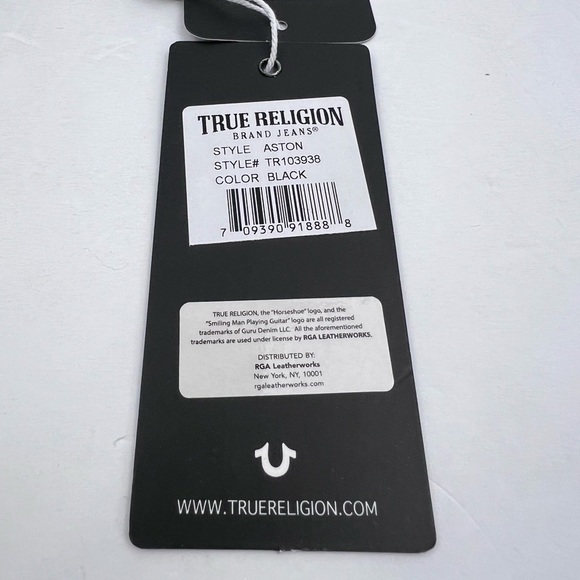 TRUE RELIGION
BRAND JEANS®
STYLE ASTON
STYLE# TR103938
COLOR BLACK
7 09390 91888 8
TRUE RELIGION, the "Horseshoe" logo, and the
"Smiling Man Playing Guitar" logo are all registered
trademarks of Guru Denim LLC. All the aforementioned
trademarks are used under license by RGA LEATHERWORKS.
DISTRIBUTED BY:
RGA Leatherworks
New York, NY, 10001
rgaleatherworks.com
WWW.TRUERELIGION.COM